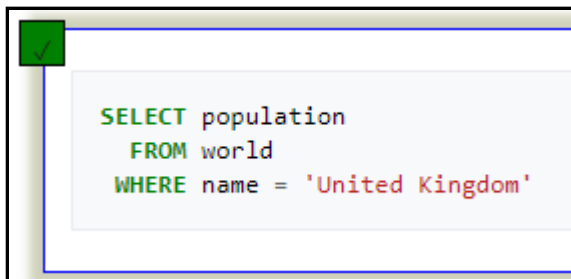 SELECT population
FROM world
WHERE name = 'United Kingdom'